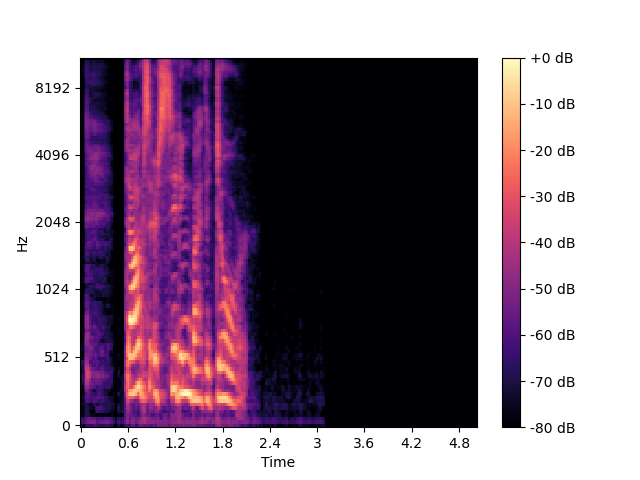 8192
4096
2048
1024
512
0
Hz
0 0.6 1.2 1.8 2.4 3 3.6 4.2 4.8
Time
+0 dB
-10 dB
-20 dB
-30 dB
-40 dB
-50 dB
-60 dB
-70 dB
-80 dB